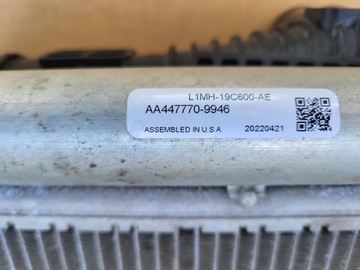 L1MH-19C600-AE
AA447770-9946
ASSEMBLED IN U.S.A. 20220421